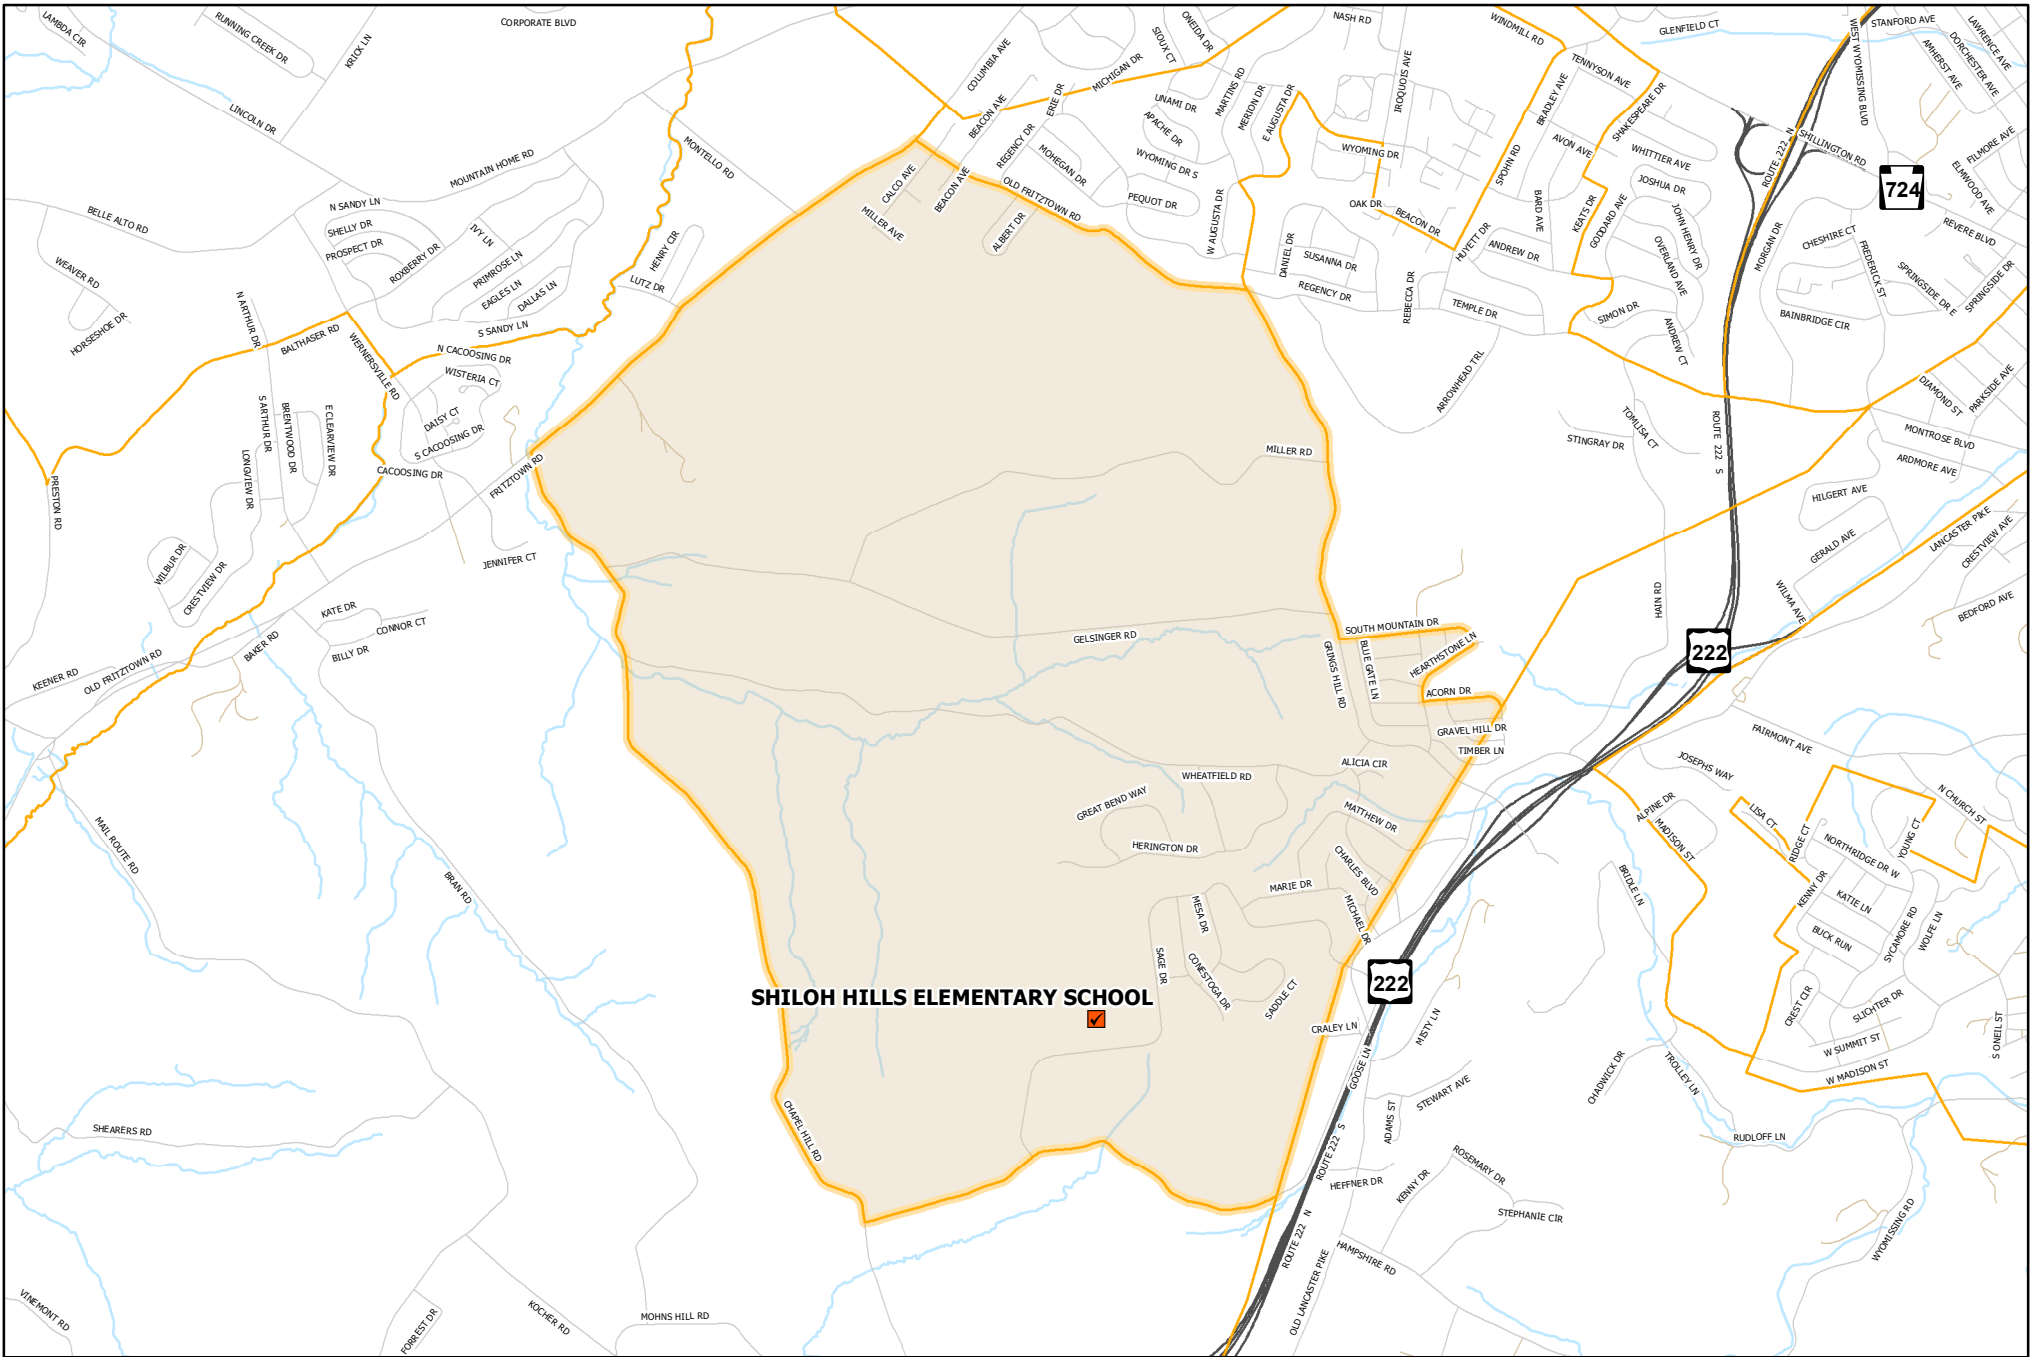 LAMBDA CIR
RUNNING CREEK DR
KRICK LN
CORPORATE BLVD
LINCOLN DR
COLUMBIA AVE
SIOUX CT
ONEIDA DR
NASH RD
WINDMILL RD
GLENFIELD CT
WEST WYOMISSING BLVD
STANFORD AVE
LAWRENCE AVE
DORCHESTER AVE
AMHERST AVE
MICHIGAN DR
BEACON AVE
ERIE DR
UNAMI DR
MARTINS RD
MERION DR
E AUGUSTA DR
IROQUOIS AVE
TENNYSON AVE
BRADLEY AVE
SHAKESPEARE DR
SHILLINGTON RD
ROUTE 222 N
FILMORE AVE
ELMWOOD AVE
724
MOUNTAIN HOME RD
MONTELLO RD
REGENCY DR
MOHEGAN DR
APACHE DR
WYOMING DR S
WYOMING DR
SPOHN RD
AVON AVE
WHITTIER AVE
JOSHUA DR
N SANDY LN
BELLE ALTO RD
SHELLY DR
PROSPECT DR
ROXBERRY DR
IVY LN
CALCO AVE
MILLER AVE
BEACON AVE
OLD FRITZTOWN RD
ALBERT DR
PEQUOT DR
W AUGUSTA DR
OAK DR
BEACON DR
BARD AVE
KEATS DR
GODDARD AVE
JOHN HENRY DR
OVERLAND AVE
REVERE BLVD
MORGAN DR
CHESHIRE CT
FREDERICK ST
SPRINGSIDE DR E
SPRINGSIDE DR
WEAVER RD
HORSESHOE DR
PRIMROSE LN
EAGLES LN
DALLAS LN
S SANDY LN
HENRY CIR
LUTZ DR
DANIEL DR
SUSANNA DR
REGENCY DR
REBECCA DR
HUYETT DR
ANDREW DR
TEMPLE DR
SIMON DR
ANDREW CT
BAINBRIDGE CIR
N ARTHUR DR
BALTHASER RD
WERNERSVILLE RD
N CACOOSING DR
WISTERIA CT
ARROWHEAD TRL
DIAMOND ST
PARKSIDE AVE
S ARTHUR DR
BRENTWOOD DR
E CLEARVIEW DR
DAISY CT
S CACOOSING DR
CACOOSING DR
FRITZTOWN RD
MILLER RD
STINGRAY DR
TOMLISA CT
ROUTE 222 S
MONTROSE BLVD
ARDMORE AVE
LONGVIEW DR
PRESTON RD
HILGERT AVE
GERALD AVE
LANCASTER PIKE
CRESTVIEW AVE
WILBUR DR
CRESTVIEW DR
JENNIFER CT
KATE DR
CONNOR CT
BILLY DR
BAKER RD
GELSINGER RD
SOUTH MOUNTAIN DR
HEARTHSTONE LN
BLUE GATE LN
GRINGS HILL RD
HAIN RD
WILMA AVE
BEDFORD AVE
222
KEENER RD
OLD FRITZTOWN RD
ACORN DR
GRAVEL HILL DR
TIMBER LN
FAIRMONT AVE
WHEATFIELD RD
ALICIA CIR
JOSEPHS WAY
MAIL ROUTE RD
GREAT BEND WAY
MATTHEW DR
ALPINE DR
MADISON ST
LISA CT
RIDGE CT
N CHURCH ST
YOUNG CT
NORTHRIDGE DR W
HERINGTON DR
CHARLES BLVD
BRAN RD
MARIE DR
MESA DR
MICHAEL DR
BRIDLE LN
KENNY DR
KATIE LN
BUCK RUN
SYCAMORE RD
WOLFE LN
SAGE DR
CONESTOGA DR
SADDLE CT
222
SHILOH HILLS ELEMENTARY SCHOOL
CREST CIR
SLICHTER DR
CRALEY LN
MISTY LN
W SUMMIT ST
S ONEIL ST
W MADISON ST
GOOSE LN
CHADWICK DR
TROLLEY LN
STEWART AVE
ADAMS ST
CHAPEL HILL RD
SHEARERS RD
ROUTE 222 S
RUDLOFF LN
HEFFNER DR
KENNY DR
ROSEMARY DR
STEPHANIE CIR
ROUTE 222 N
WYOMISSING RD
HAMPSHIRE RD
OLD LANCASTER PIKE
VINEMONT RD
FORREST DR
KOCHER RD
MOHNS HILL RD